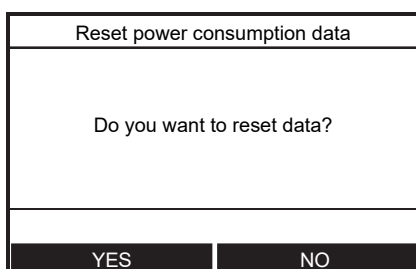 Reset power consumption data
Do you want to reset data?
YES NO